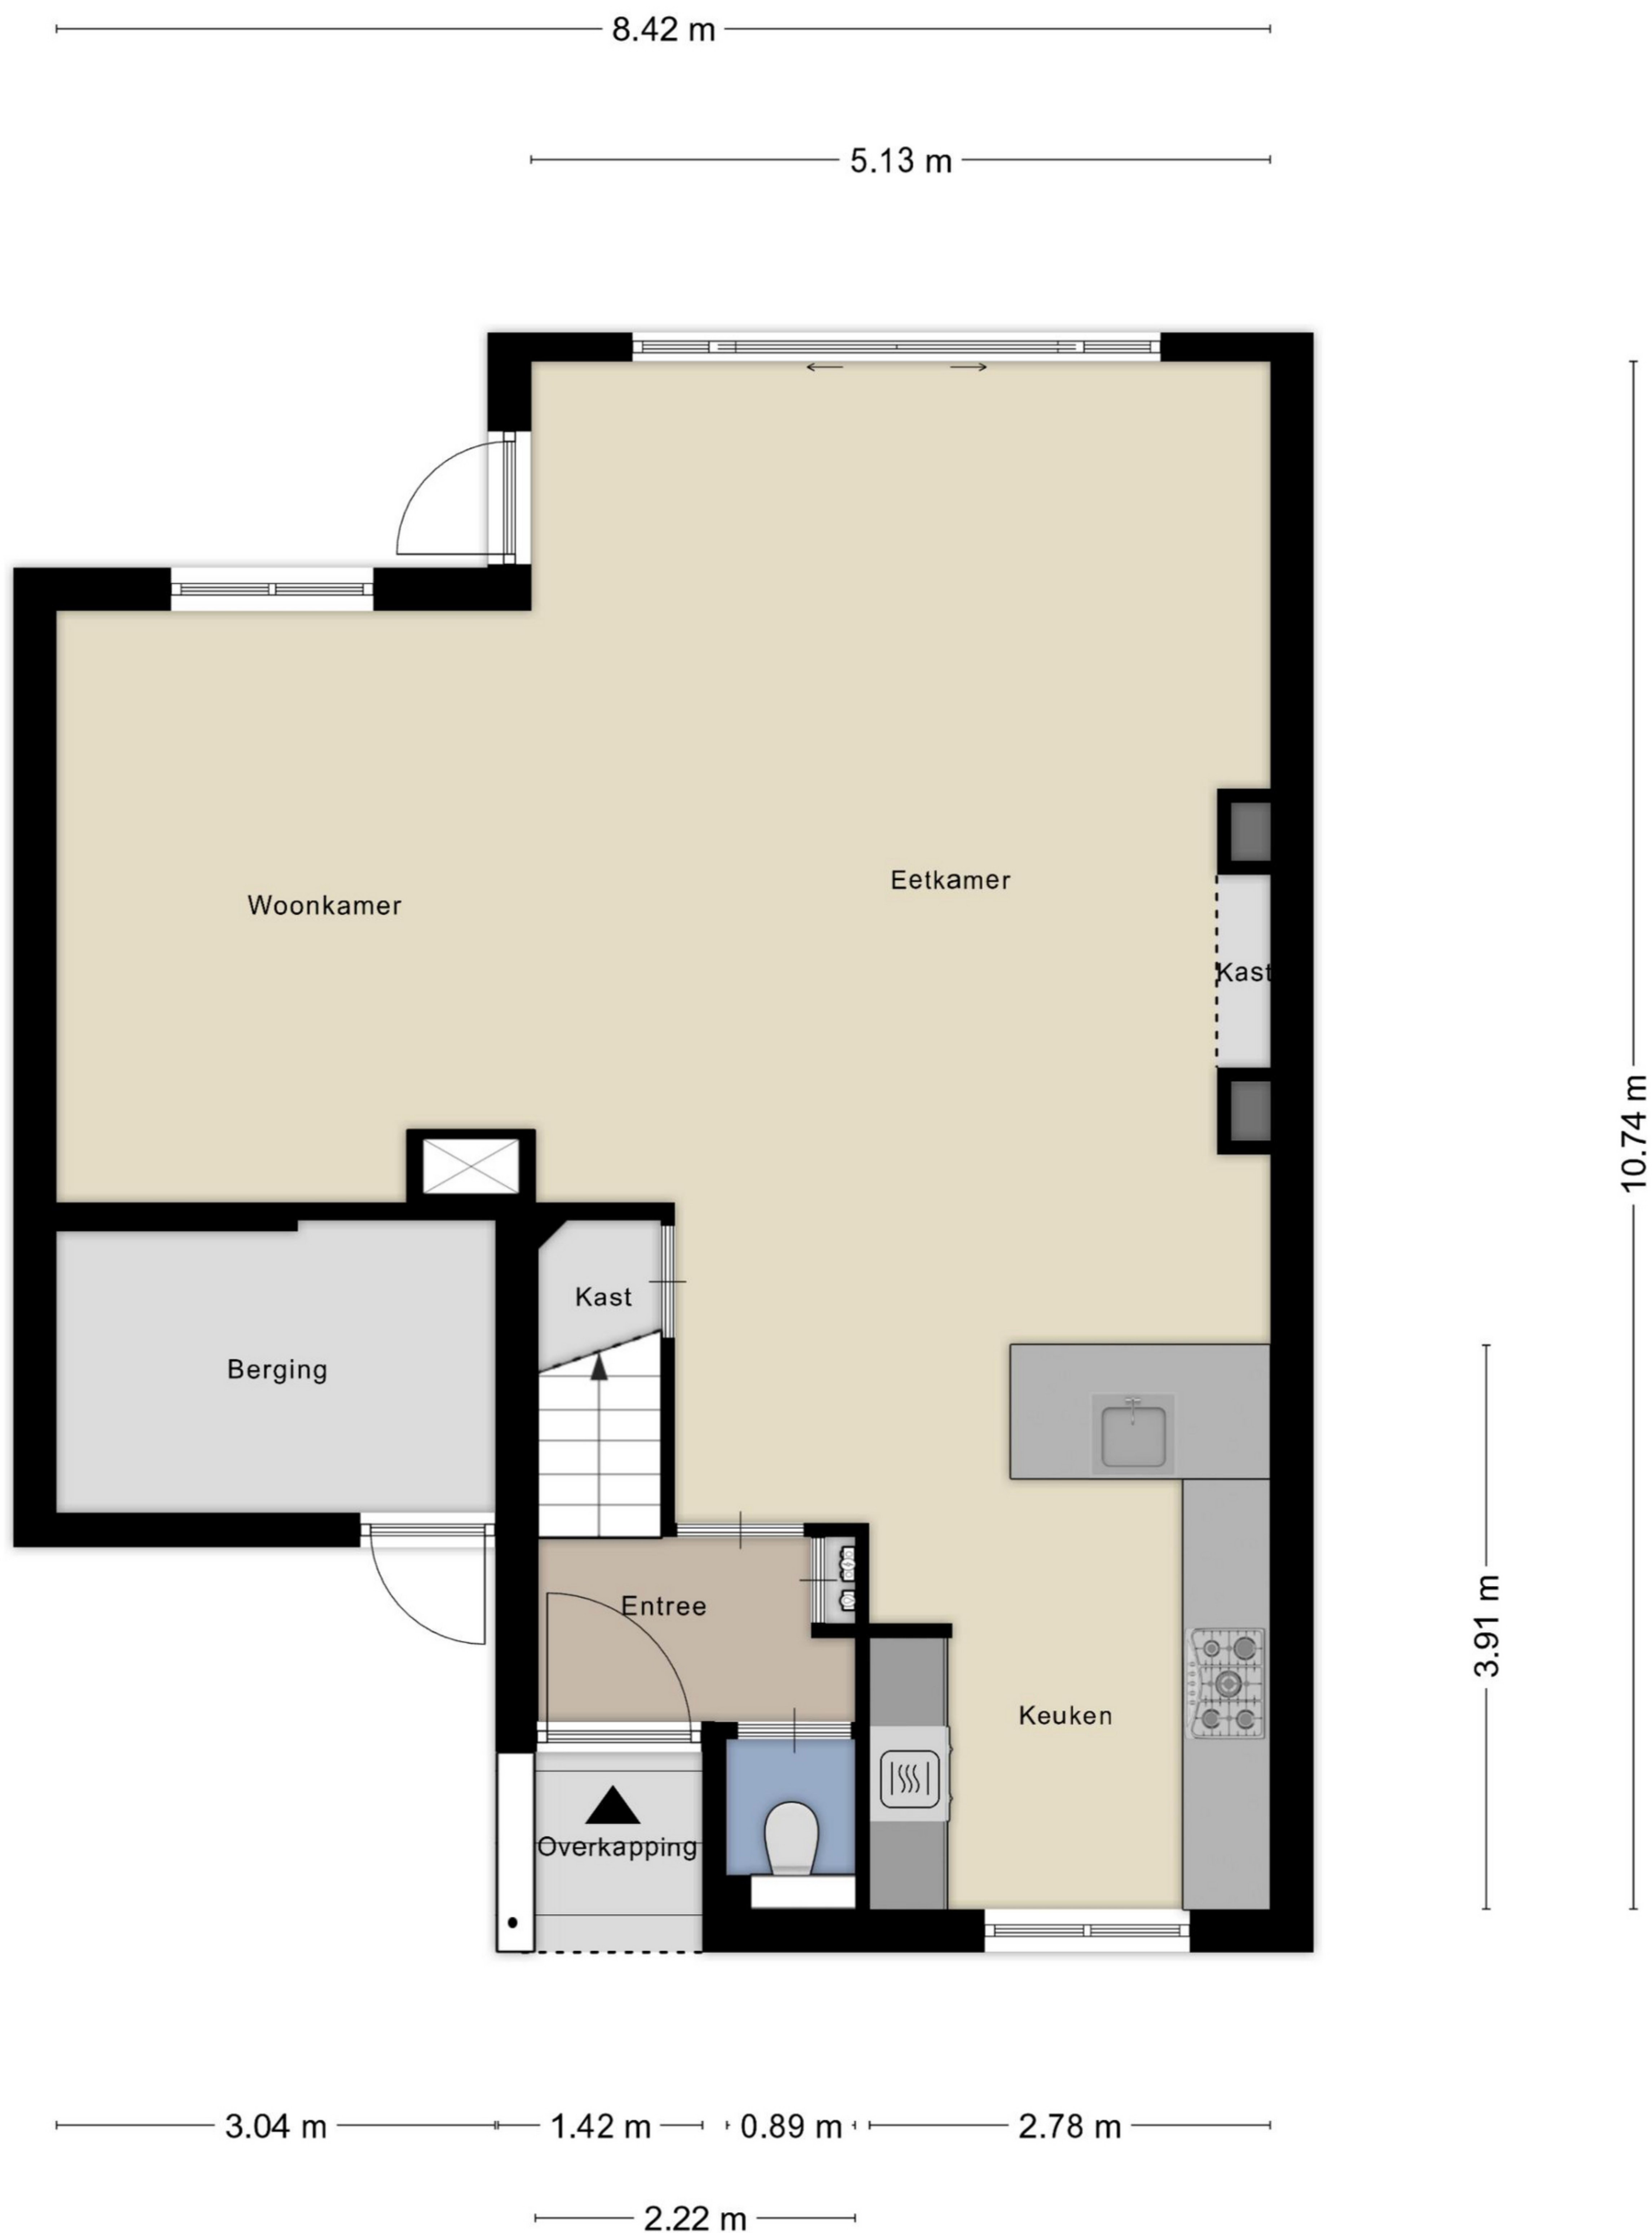 8.42 m
5.13 m
Eetkamer
Woonkamer
Kast
10.74 m
Kast
Berging
3.91 m
Entree
Keuken
Overkapping
3.04 m
1.42 m
0.89 m
2.78 m
2.22 m